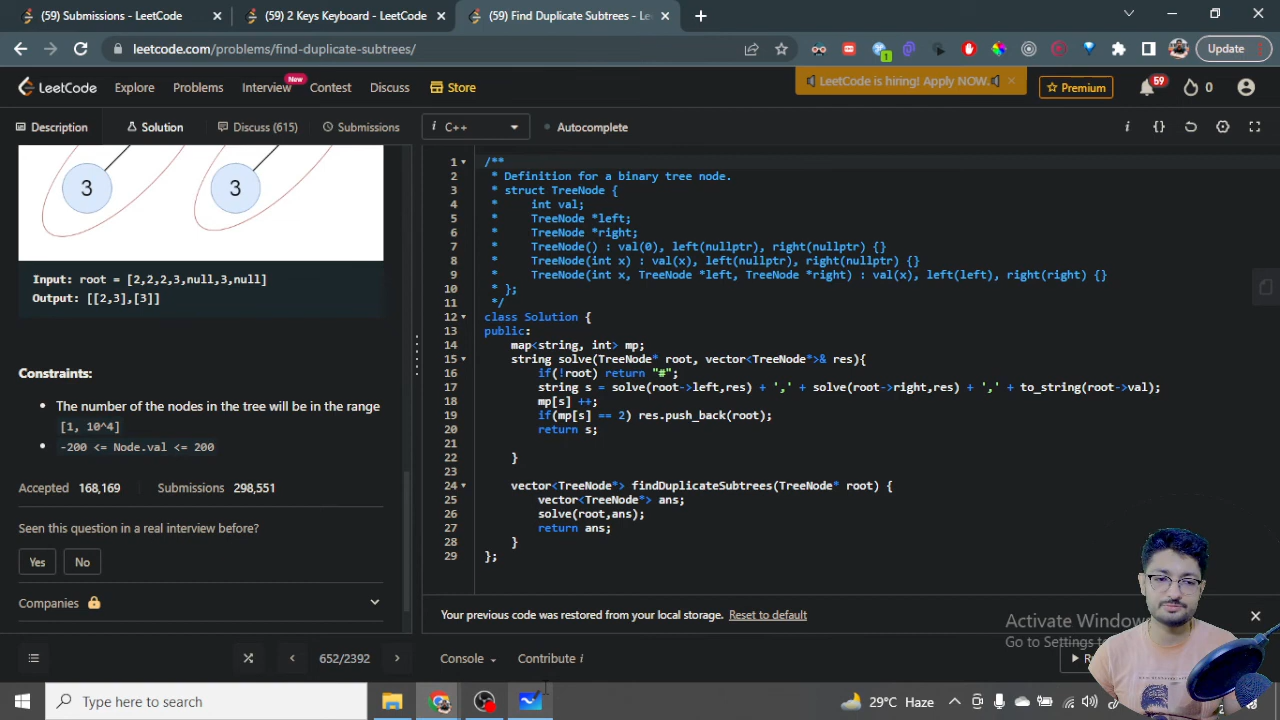 (59) Submissions - LeetCode
(59) 2 Keys Keyboard - LeetCode
(59) Find Duplicate Subtrees - Le
leetcode.com/problems/find-duplicate-subtrees/
1
Update
LeetCode
Explore
Problems
Interview
New
Contest
Discuss
Store
LeetCode is hiring! Apply NOW.
Premium
59
0
Description
Solution
Discuss (615)
Submissions
i C++
Autocomplete
3
3
Input: root = [2,2,2,3,null,3,null]
Output: [[2,3],[3]]
Constraints:
The number of the nodes in the tree will be in the range
[1, 10^4]
-200 <= Node.val <= 200
Accepted 168,169
Submissions 298,551
Seen this question in a real interview before?
Yes
No
Companies
652/2392
1 /**
2 * Definition for a binary tree node.
3 * struct TreeNode {
4 *     int val;
5 *     TreeNode *left;
6 *     TreeNode *right;
7 *     TreeNode() : val(0), left(nullptr), right(nullptr) {}
8 *     TreeNode(int x) : val(x), left(nullptr), right(nullptr) {}
9 *     TreeNode(int x, TreeNode *left, TreeNode *right) : val(x), left(left), right(right) {}
10 * };
11 */
12 class Solution {
13 public:
14     map<string, int> mp;
15     string solve(TreeNode* root, vector<TreeNode*>& res){
16         if(!root) return "#";
17         string s = solve(root->left,res) + ',' + solve(root->right,res) + ',' + to_string(root->val);
18         mp[s] ++;
19         if(mp[s] == 2) res.push_back(root);
20         return s;
21
22     }
23
24     vector<TreeNode*> findDuplicateSubtrees(TreeNode* root) {
25         vector<TreeNode*> ans;
26         solve(root,ans);
27         return ans;
28     }
29 };
Your previous code was restored from your local storage. Reset to default
Activate Window
Go to Settings
Console
Contribute i
Type here to search
29°C Haze